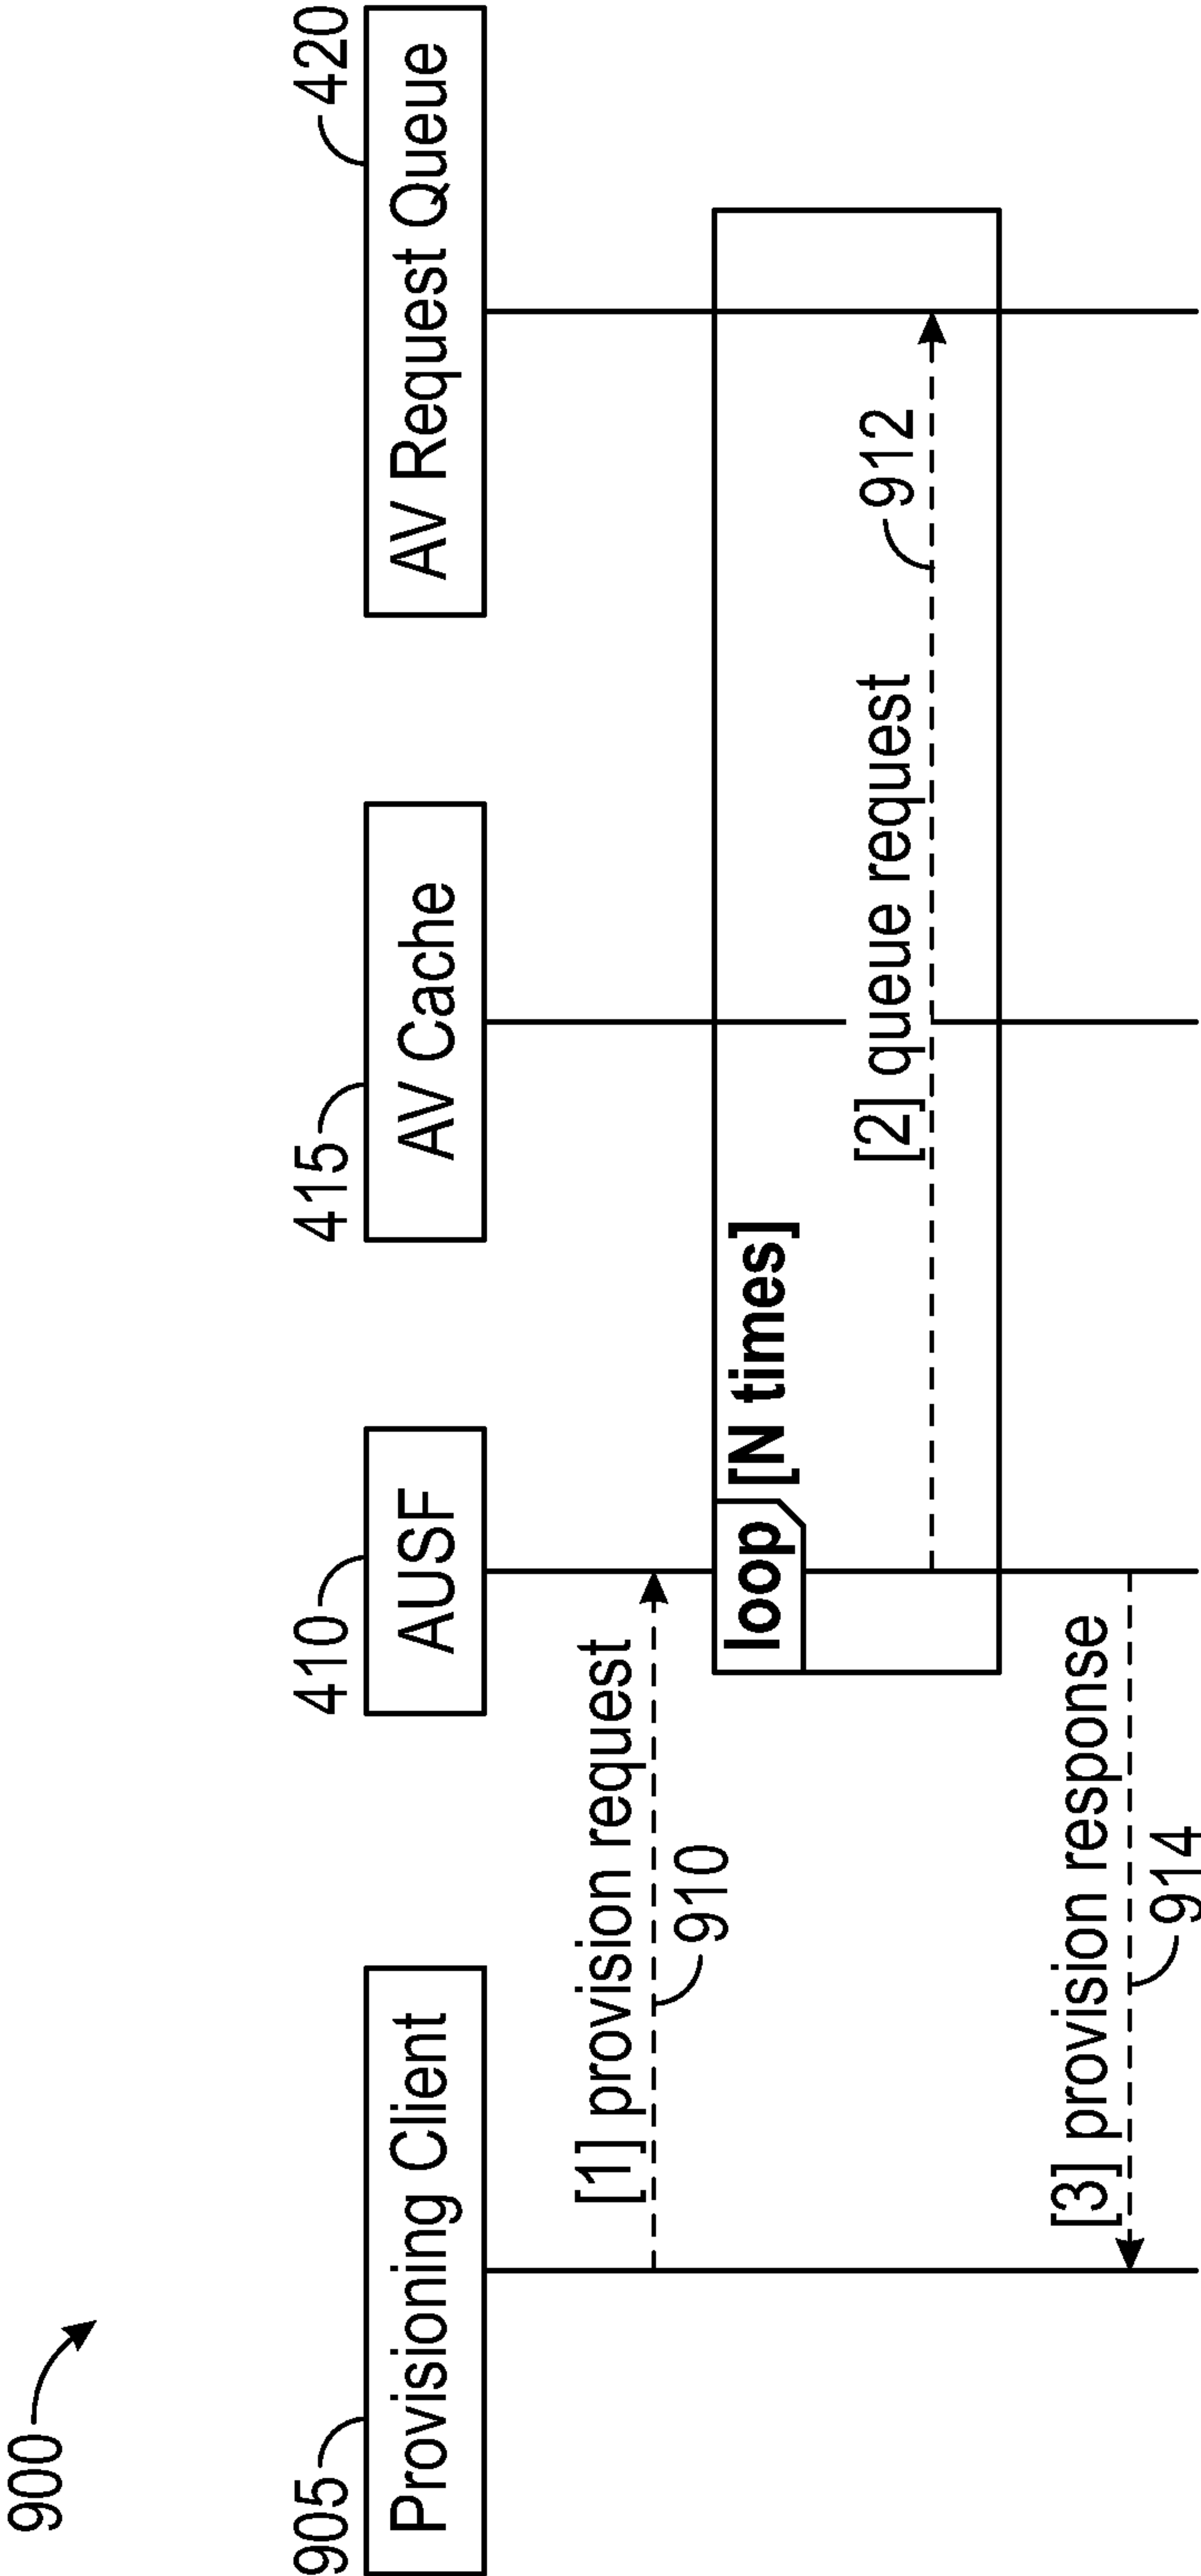 900
905
410
415
420
Provisioning Client
AUSF
AV Cache
AV Request Queue
[1] provision request
910
loop
[N times]
[2] queue request
912
[3] provision response
914